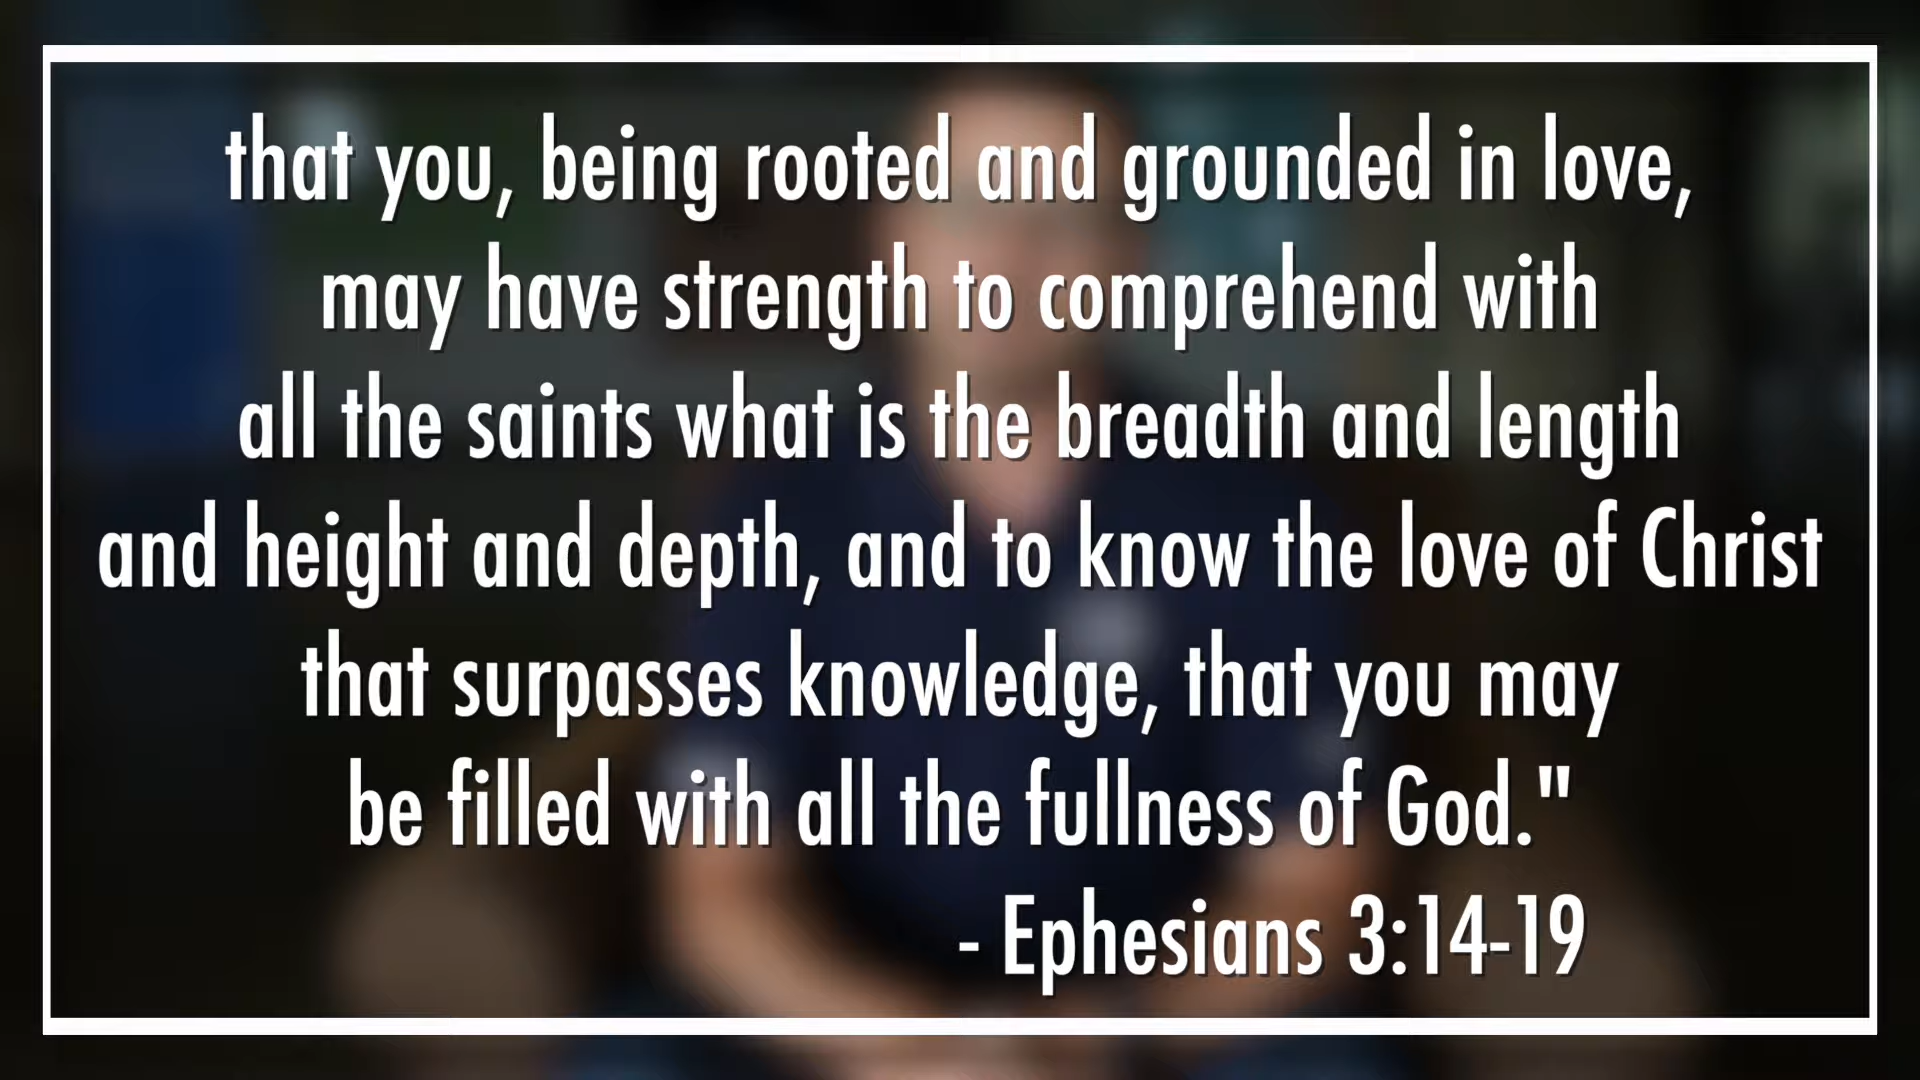 that you, being rooted and grounded in love,
may have strength to comprehend with
all the saints what is the breadth and length
and height and depth, and to know the love of Christ
that surpasses knowledge, that you may
be filled with all the fullness of God."
- Ephesians 3:14-19